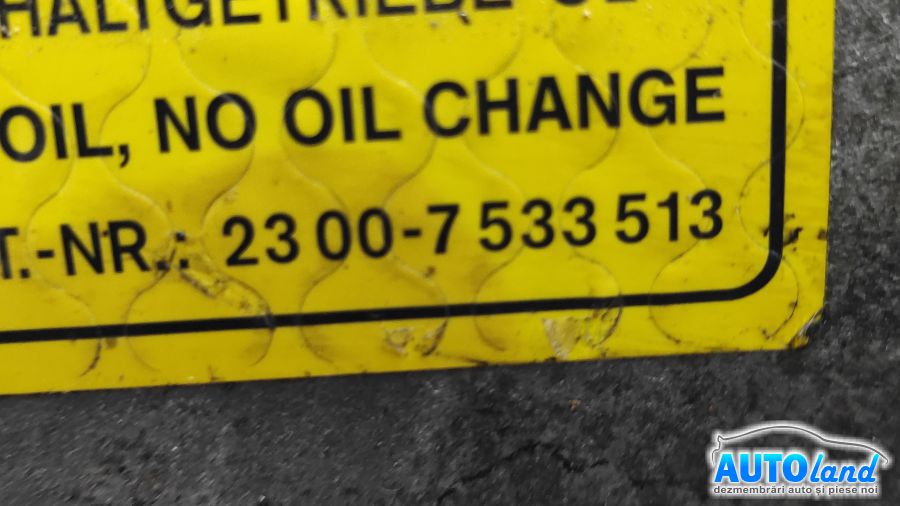 OIL, NO OIL CHANGE
T.-NR.: 23 00-7 533 513
AUTOland
dezmembrări auto și piese noi